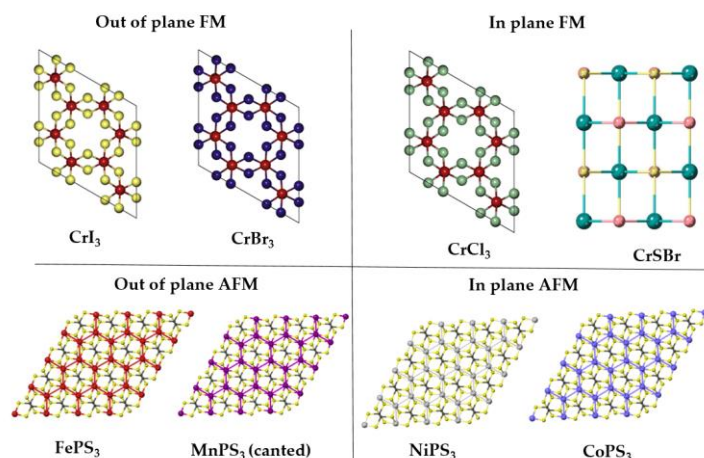 Out of plane FM
In plane FM
CrI₃
CrBr₃
CrCl₃
CrSBr
Out of plane AFM
In plane AFM
FePS₃
MnPS₃ (canted)
NiPS₃
CoPS₃